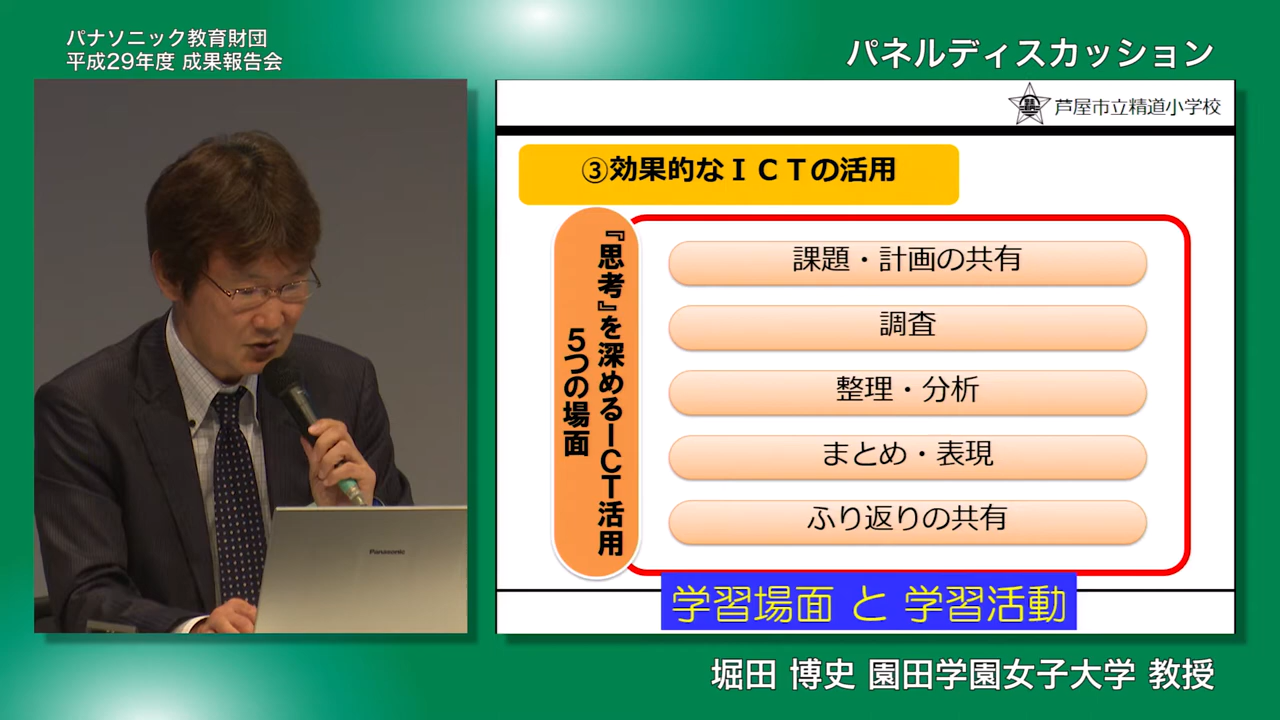 パナソニック教育財団
平成29年度 成果報告会
パネルディスカッション
芦屋市立精道小学校
③効果的なＩＣＴの活用
『思考』を深めるＩＣＴ活用
５つの場面
課題・計画の共有
調査
整理・分析
まとめ・表現
ふり返りの共有
学習場面 と 学習活動
Panasonic
堀田 博史 園田学園女子大学 教授